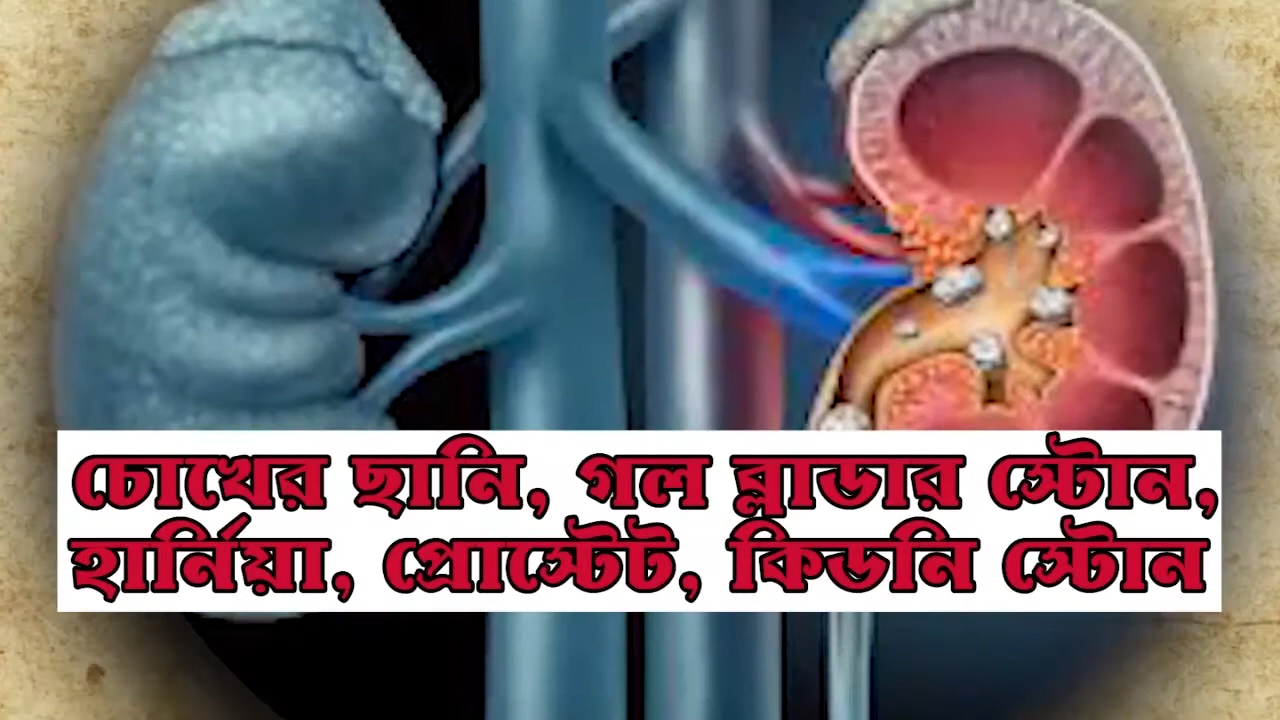 চোখের ছানি, গল ব্লাডার স্টোন,
হার্নিয়া, প্রোস্টেট, কিডনি স্টোন